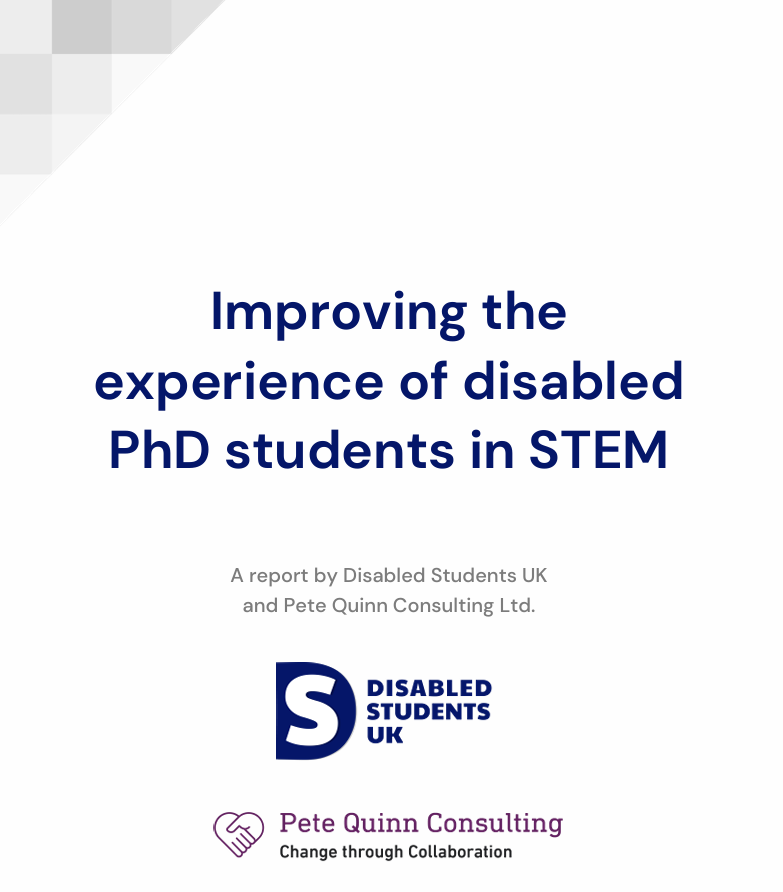 Improving the
experience of disabled
PhD students in STEM
A report by Disabled Students UK
and Pete Quinn Consulting Ltd.
DS
DISABLED
STUDENTS
UK
Pete Quinn Consulting
Change through Collaboration